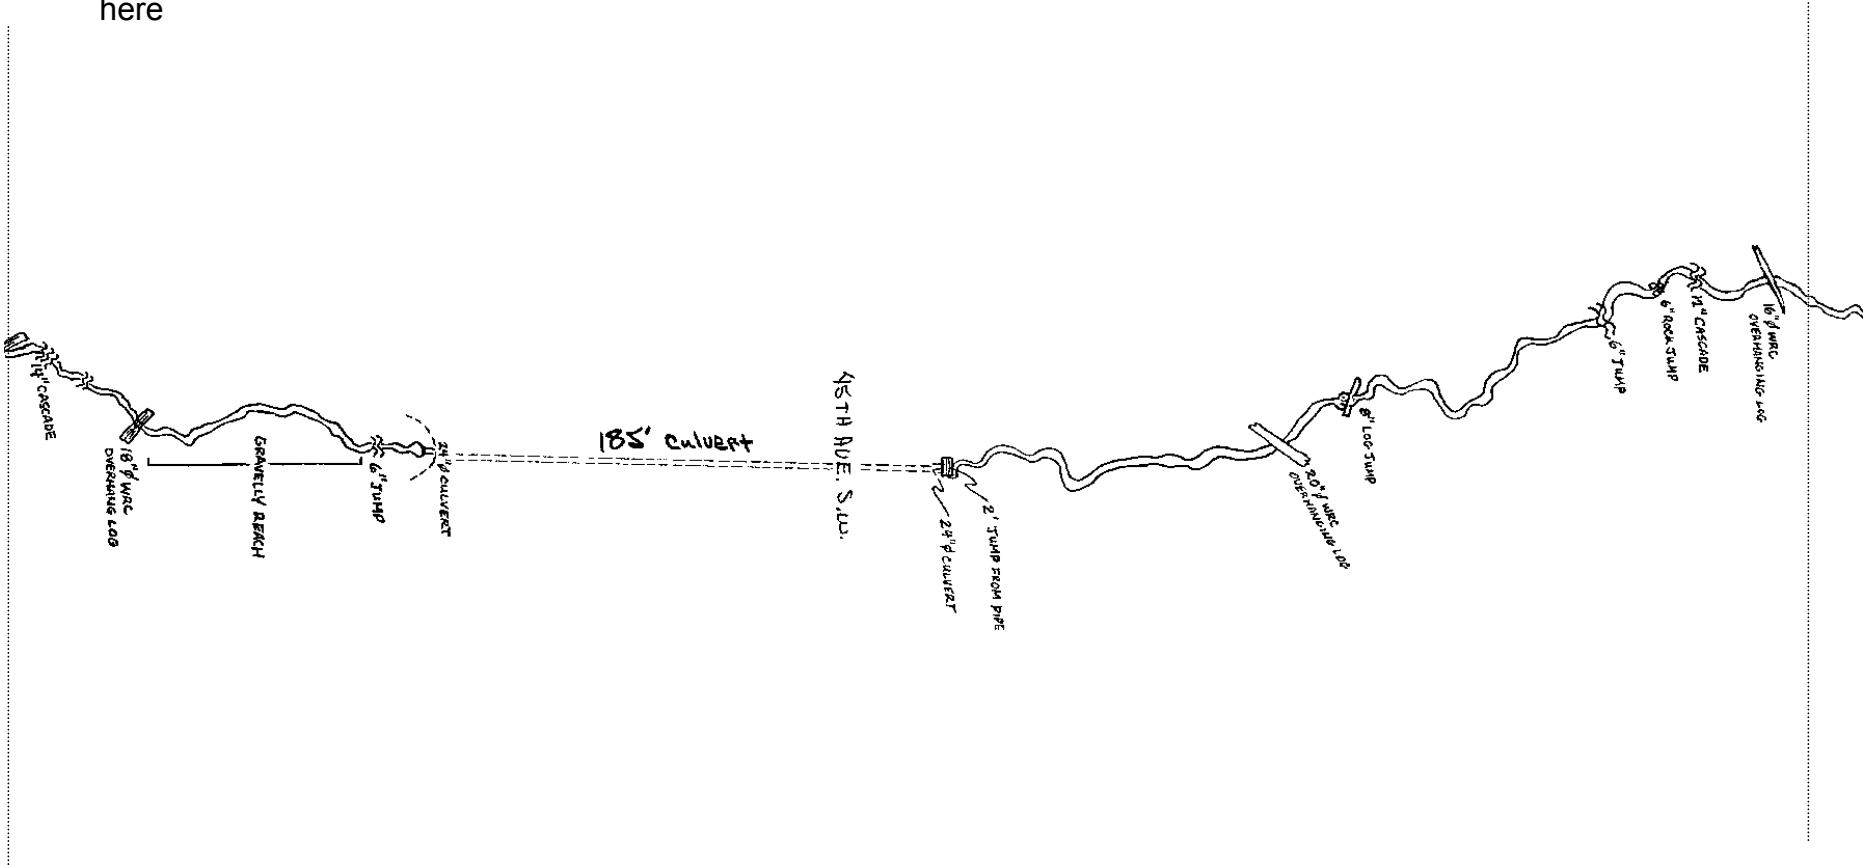 here
14" CASCADE
18"ø WRC
OVERHANG LOG
GRAVELLY REACH
6" JUMP
24"ø CULVERT
185' culvert
45TH AVE. S.W.
24"ø CULVERT
2' JUMP FROM PIPE
20"ø WRC
OVERHANGING LOG
8" LOG JUMP
6" JUMP
6" ROCK JUMP
12" CASCADE
16"ø WRC
OVERHANGING LOG